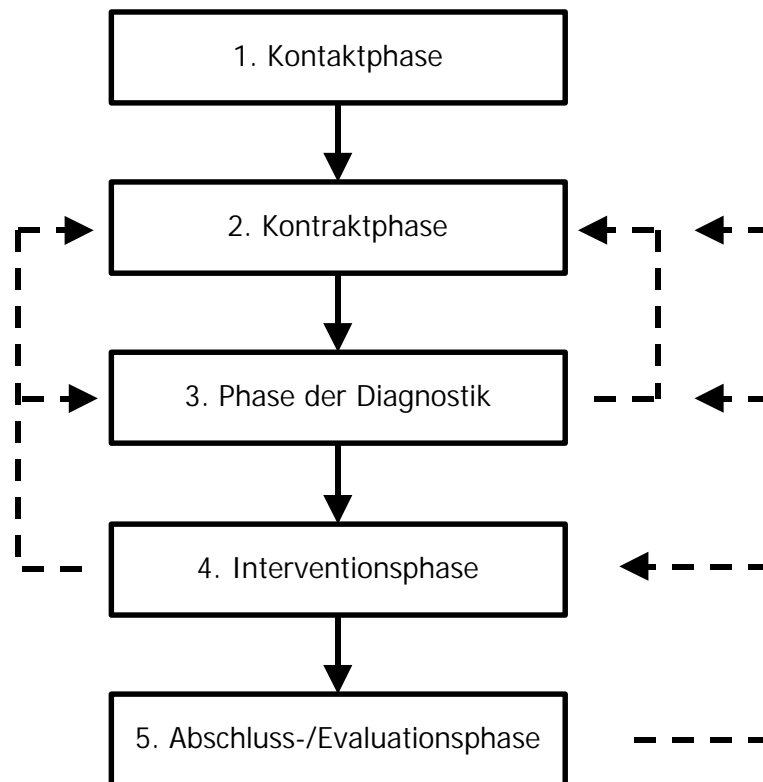 1. Kontaktphase
2. Kontraktphase
3. Phase der Diagnostik
4. Interventionsphase
5. Abschluss-/Evaluationsphase